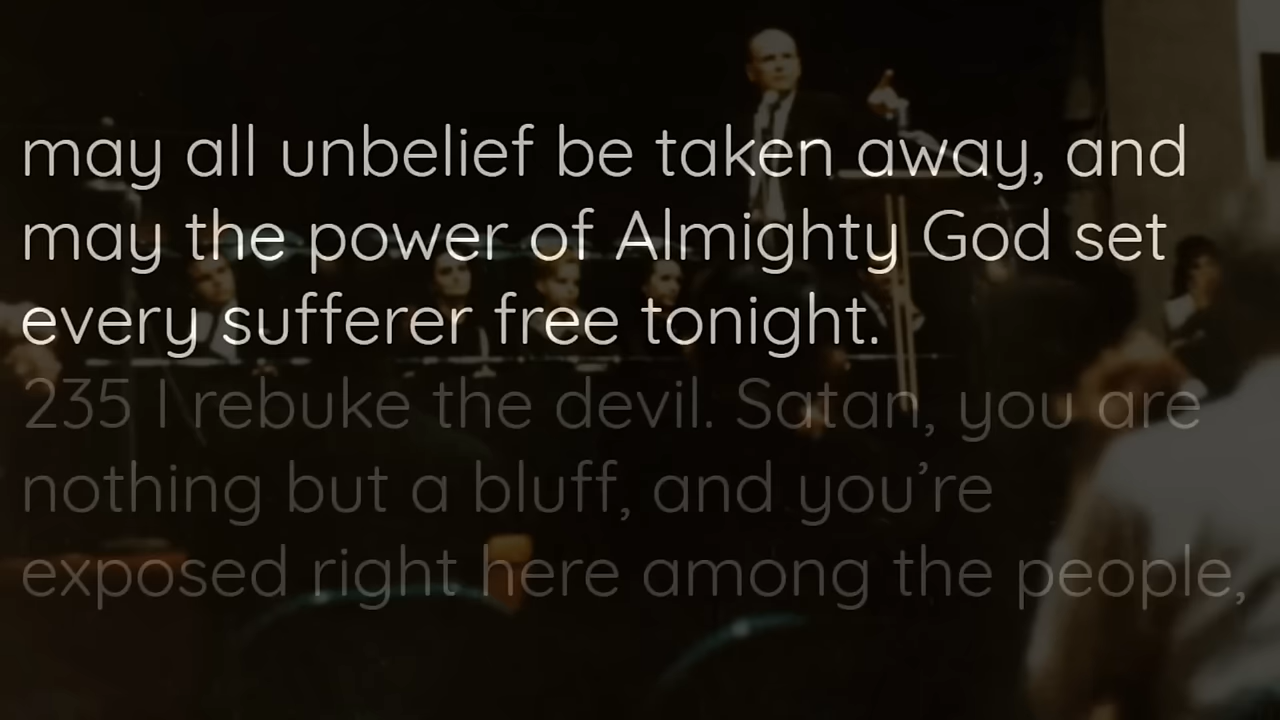 may all unbelief be taken away, and
may the power of Almighty God set
every sufferer free tonight.
235 I rebuke the devil. Satan, you are
nothing but a bluff, and you’re
exposed right here among the people,